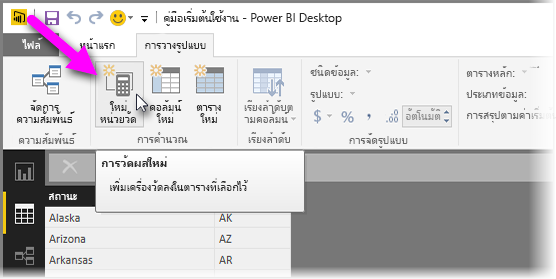 คู่มือเริ่มต้นใช้งาน - Power BI Desktop
ไฟล์ หน้าแรก การวางรูปแบบ
จัดการ
ความสัมพันธ์
ความสัมพันธ์
ใหม่
หน่วยวัด
คอลัมน์
ใหม่
ตาราง
ใหม่
การคำนวณ
เรียงลำดับต
ามคอลัมน์
เรียงลำดับ
ชนิดข้อมูล:
รูปแบบ:
$ % , .00 อัตโนมัติ
การจัดรูปแบบ
ตารางหลัก:
ประเภทข้อมูล:
การสรุปตามค่าเริ่มต
การวัดผลใหม่
เพิ่มเครื่องวัดลงในตารางที่เลือกไว้
สถานะ
Alaska AK
Arizona AZ
Arkansas AR